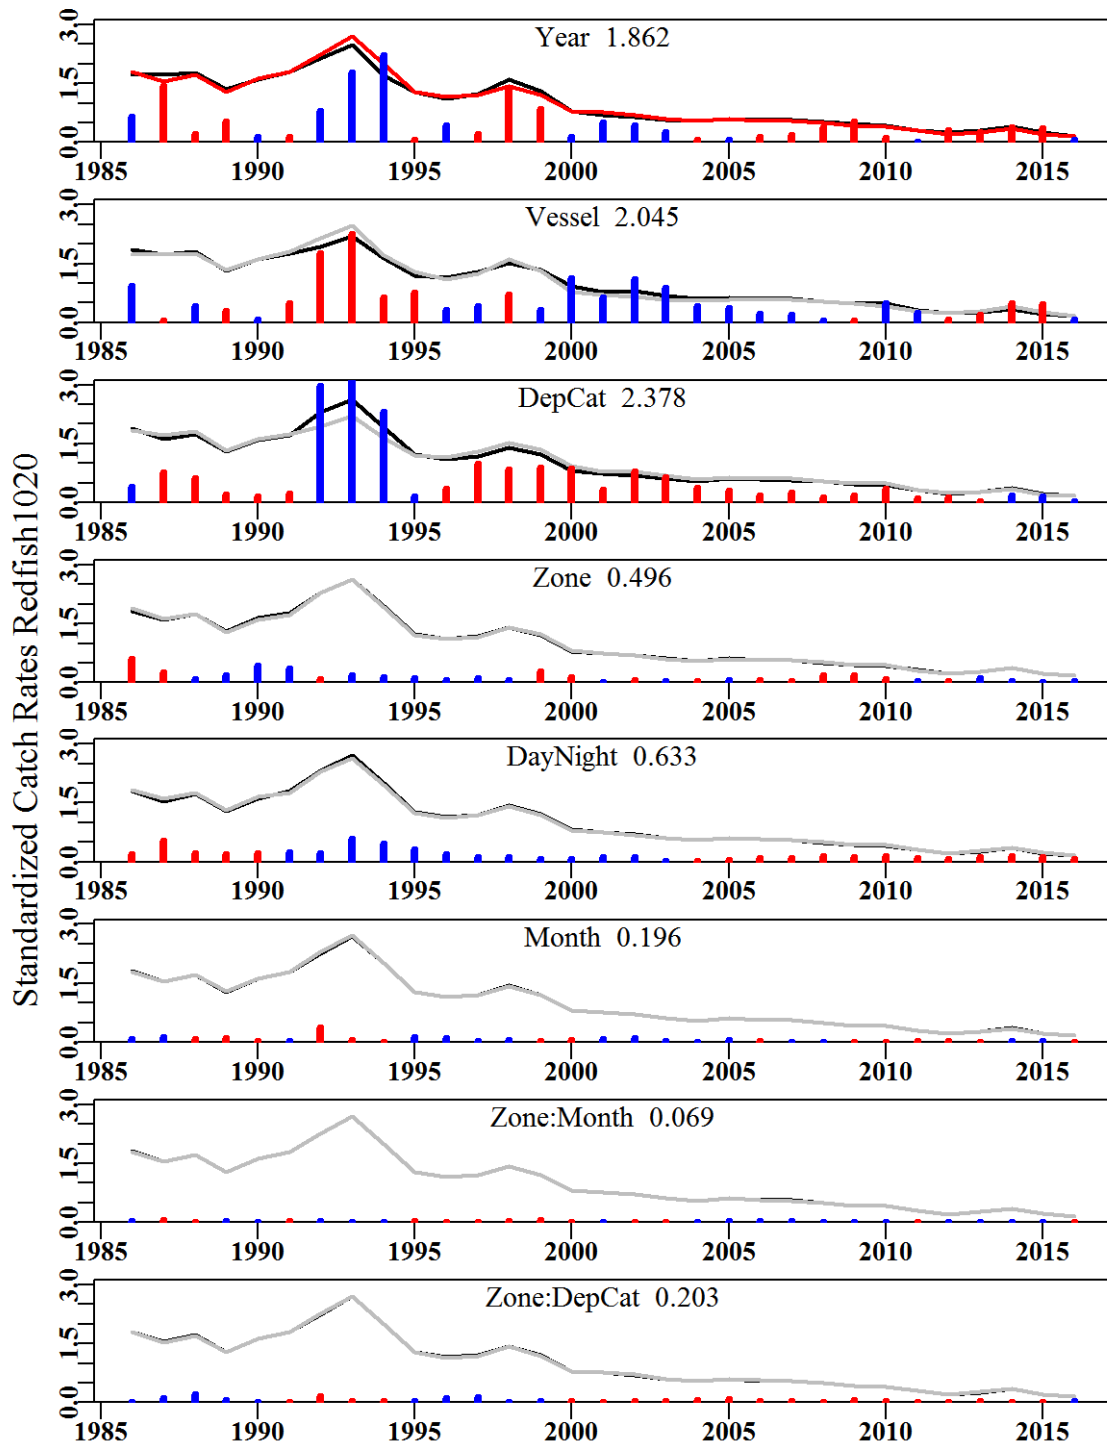 Standardized Catch Rates Redfish1020
Year 1.862
0.0 1.5 3.0
1985 1990 1995 2000 2005 2010 2015
Vessel 2.045
0.0 1.5 3.0
1985 1990 1995 2000 2005 2010 2015
DepCat 2.378
0.0 1.5 3.0
1985 1990 1995 2000 2005 2010 2015
Zone 0.496
0.0 1.5 3.0
1985 1990 1995 2000 2005 2010 2015
DayNight 0.633
0.0 1.5 3.0
1985 1990 1995 2000 2005 2010 2015
Month 0.196
0.0 1.5 3.0
1985 1990 1995 2000 2005 2010 2015
Zone:Month 0.069
0.0 1.5 3.0
1985 1990 1995 2000 2005 2010 2015
Zone:DepCat 0.203
0.0 1.5 3.0
1985 1990 1995 2000 2005 2010 2015